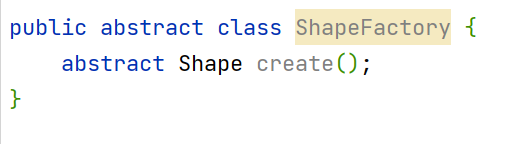 public abstract class ShapeFactory {
    abstract Shape create();
}